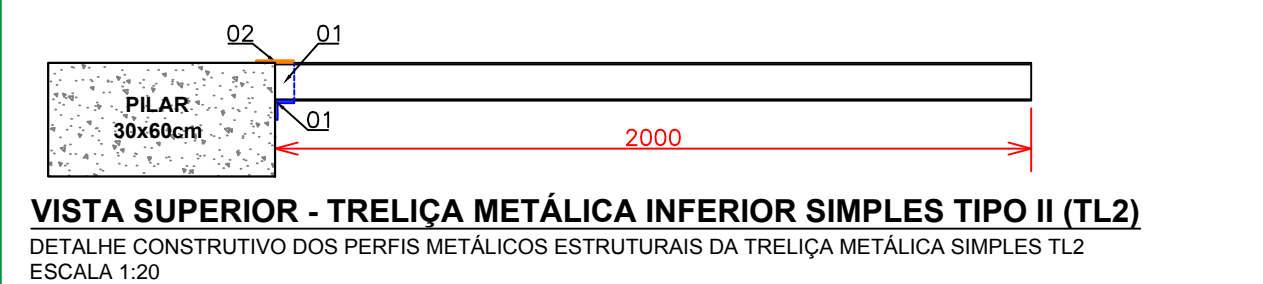 02
01
PILAR
30x60cm
01
2000
VISTA SUPERIOR - TRELIÇA METÁLICA INFERIOR SIMPLES TIPO II (TL2)
DETALHE CONSTRUTIVO DOS PERFIS METÁLICOS ESTRUTURAIS DA TRELIÇA METÁLICA SIMPLES TL2
ESCALA 1:20